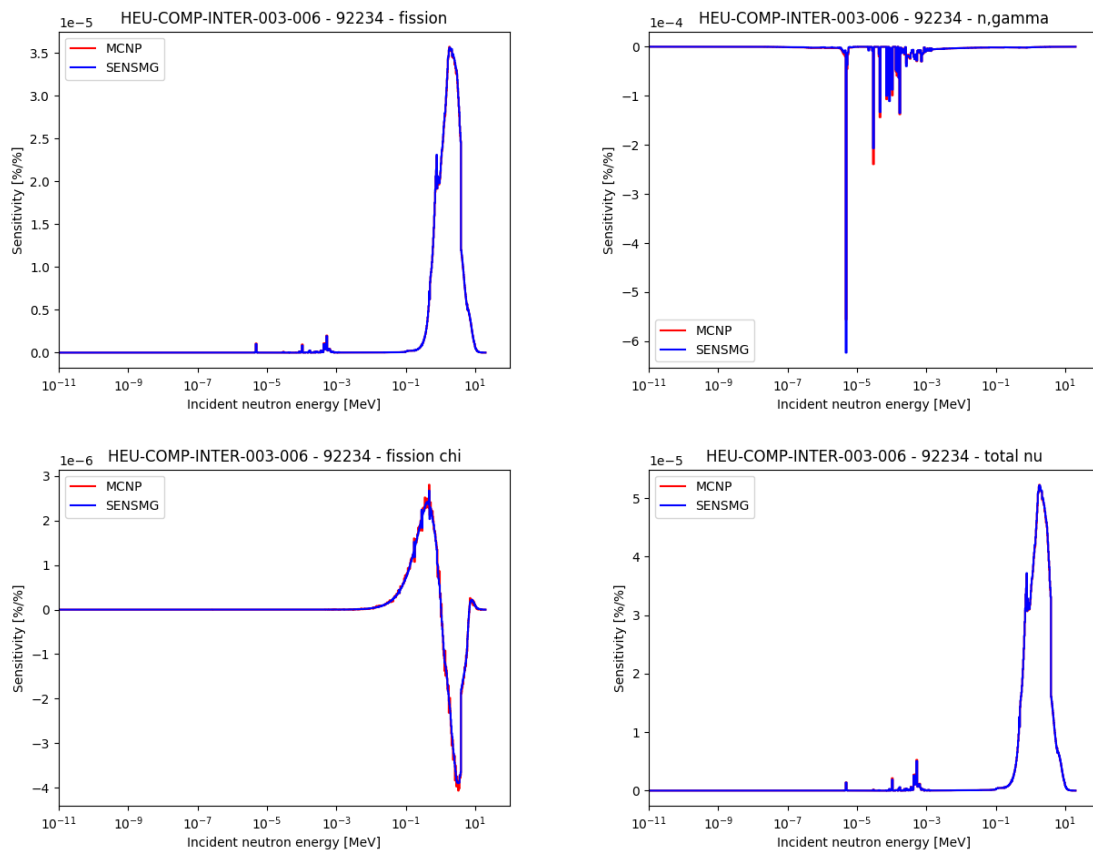 HEU-COMP-INTER-003-006 - 92234 - fission
1e-5
MCNP
SENSMG
3.5
3.0
2.5
2.0
1.5
1.0
0.5
0.0
Sensitivity [%/%]
10^-11 10^-9 10^-7 10^-5 10^-3 10^-1 10^1
Incident neutron energy [MeV]
HEU-COMP-INTER-003-006 - 92234 - n,gamma
1e-4
0
−1
−2
−3
−4
−5
−6
Sensitivity [%/%]
MCNP
SENSMG
10^-11 10^-9 10^-7 10^-5 10^-3 10^-1 10^1
Incident neutron energy [MeV]
HEU-COMP-INTER-003-006 - 92234 - fission chi
1e-6
MCNP
SENSMG
3
2
1
0
−1
−2
−3
−4
Sensitivity [%/%]
10^-11 10^-9 10^-7 10^-5 10^-3 10^-1 10^1
Incident neutron energy [MeV]
HEU-COMP-INTER-003-006 - 92234 - total nu
1e-5
MCNP
SENSMG
5
4
3
2
1
0
Sensitivity [%/%]
10^-11 10^-9 10^-7 10^-5 10^-3 10^-1 10^1
Incident neutron energy [MeV]